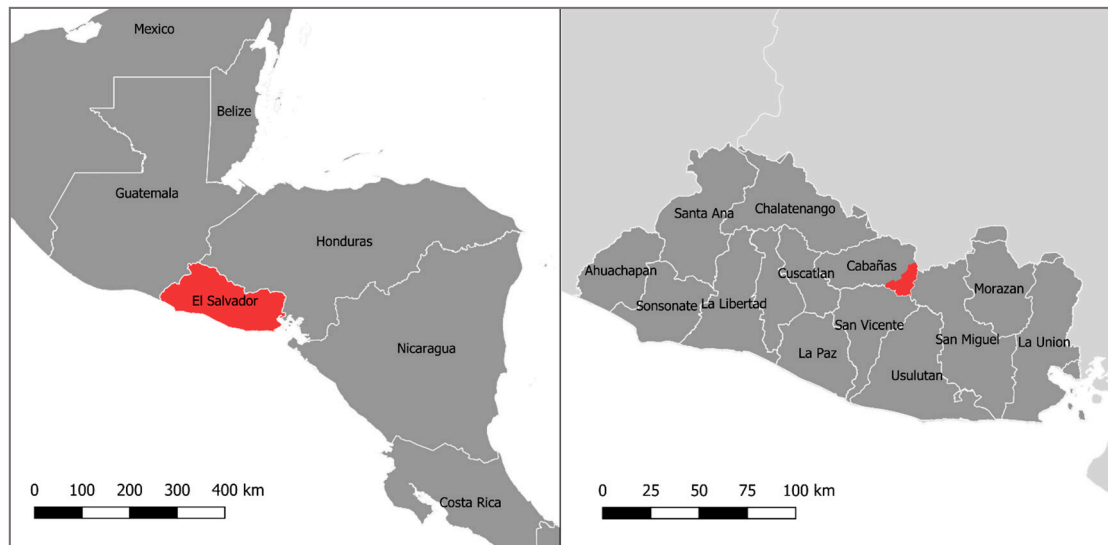 Mexico
Belize
Guatemala
Honduras
El Salvador
Nicaragua
Costa Rica
0 100 200 300 400 km
Santa Ana
Chalatenango
Ahuachapan
Cuscatlan
Cabañas
Sonsonate
La Libertad
Morazan
San Vicente
San Miguel
La Union
La Paz
Usulutan
0 25 50 75 100 km